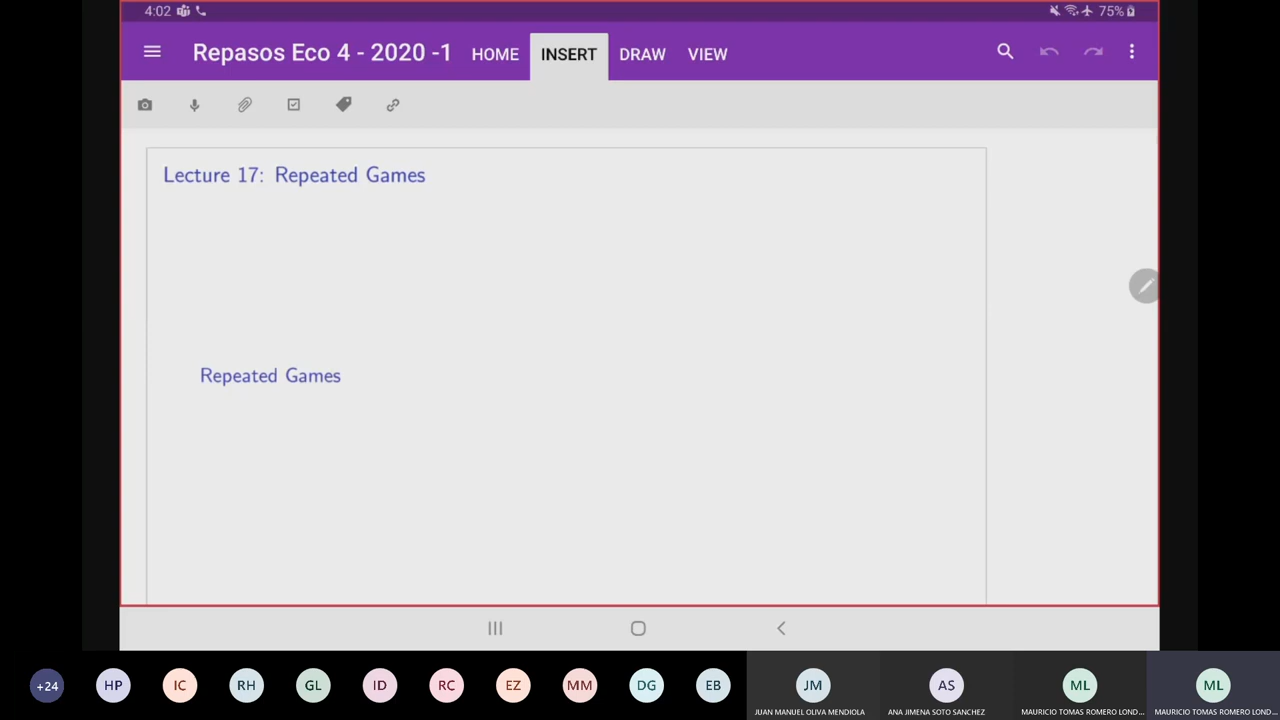 4:02 75%
Repasos Eco 4 - 2020 -1 HOME INSERT DRAW VIEW
Lecture 17: Repeated Games
Repeated Games
+24 HP IC RH GL ID RC EZ MM DG EB JM AS ML ML
JUAN MANUEL OLIVA MENDIOLA ANA JIMENA SOTO SANCHEZ MAURICIO TOMAS ROMERO LOND... MAURICIO TOMAS ROMERO LOND...